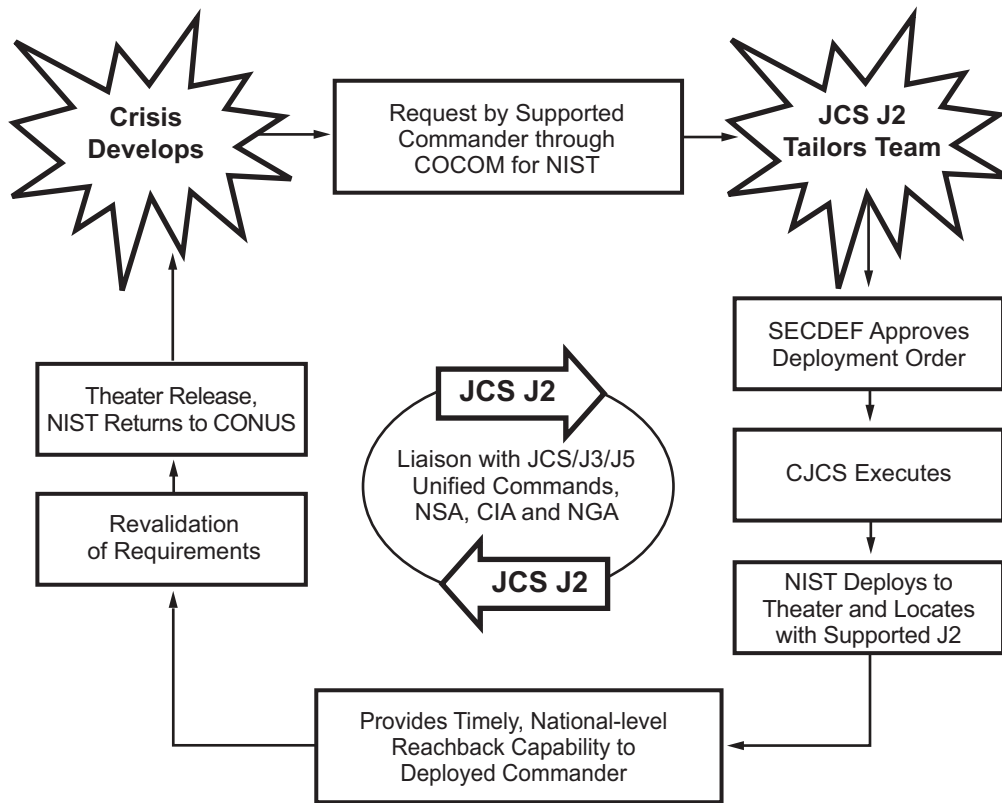 Crisis
Develops
Request by Supported
Commander through
COCOM for NIST
JCS J2
Tailors Team
SECDEF Approves
Deployment Order
CJCS Executes
NIST Deploys to
Theater and Locates
with Supported J2
Provides Timely, National-level
Reachback Capability to
Deployed Commander
Revalidation
of Requirements
Theater Release,
NIST Returns to CONUS
JCS J2
Liaison with JCS/J3/J5
Unified Commands,
NSA, CIA and NGA
JCS J2